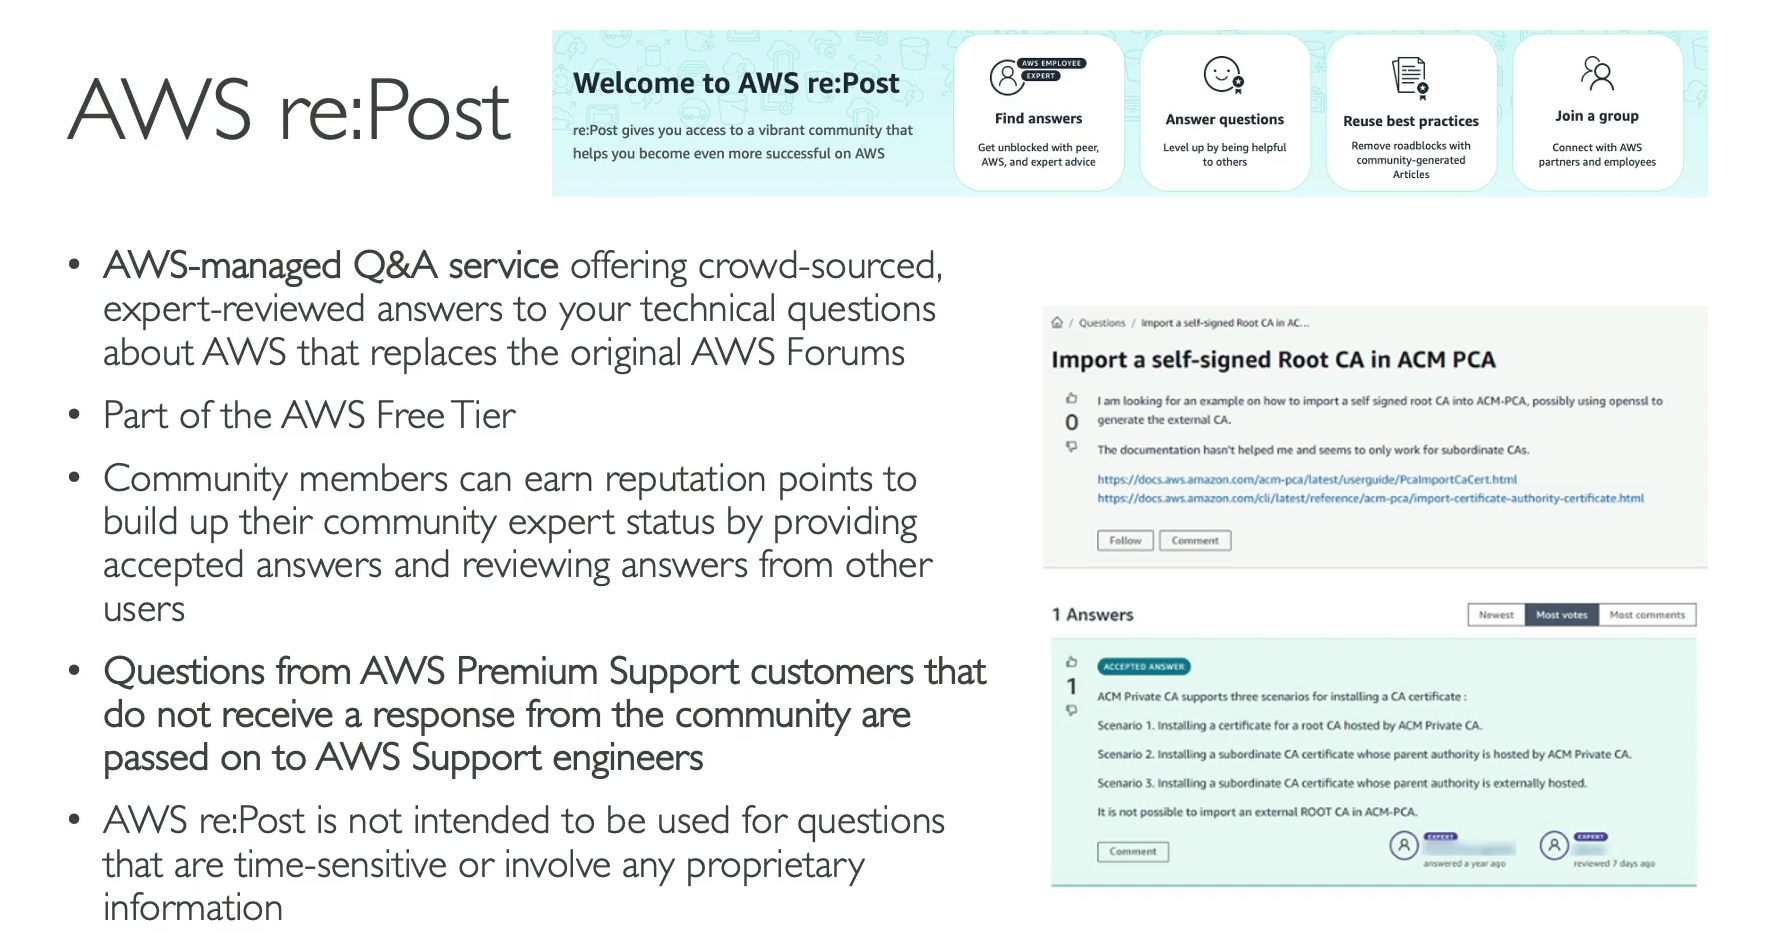 AWS re:Post
Welcome to AWS re:Post
re:Post gives you access to a vibrant community that
helps you become even more successful on AWS
AWS EMPLOYEE
EXPERT
Find answers
Get unblocked with peer,
AWS, and expert advice
Answer questions
Level up by being helpful
to others
Reuse best practices
Remove roadblocks with
community-generated
Articles
Join a group
Connect with AWS
partners and employees
• AWS-managed Q&A service offering crowd-sourced,
expert-reviewed answers to your technical questions
about AWS that replaces the original AWS Forums
• Part of the AWS Free Tier
• Community members can earn reputation points to
build up their community expert status by providing
accepted answers and reviewing answers from other
users
• Questions from AWS Premium Support customers that
do not receive a response from the community are
passed on to AWS Support engineers
• AWS re:Post is not intended to be used for questions
that are time-sensitive or involve any proprietary
information
/ Questions / Import a self-signed Root CA in AC...
Import a self-signed Root CA in ACM PCA
0
I am looking for an example on how to import a self signed root CA into ACM-PCA, possibly using openssl to
generate the external CA.
The documentation hasn't helped me and seems to only work for subordinate CAs.
https://docs.aws.amazon.com/acm-pca/latest/userguide/PcaImportCaCert.html
https://docs.aws.amazon.com/cli/latest/reference/acm-pca/import-certificate-authority-certificate.html
Follow Comment
1 Answers
Newest Most votes Most comments
1
ACCEPTED ANSWER
ACM Private CA supports three scenarios for installing a CA certificate :
Scenario 1. Installing a certificate for a root CA hosted by ACM Private CA.
Scenario 2. Installing a subordinate CA certificate whose parent authority is hosted by ACM Private CA.
Scenario 3. Installing a subordinate CA certificate whose parent authority is externally hosted.
It is not possible to import an external ROOT CA in ACM-PCA.
Comment
EXPERT
answered a year ago
EXPERT
reviewed 7 days ago